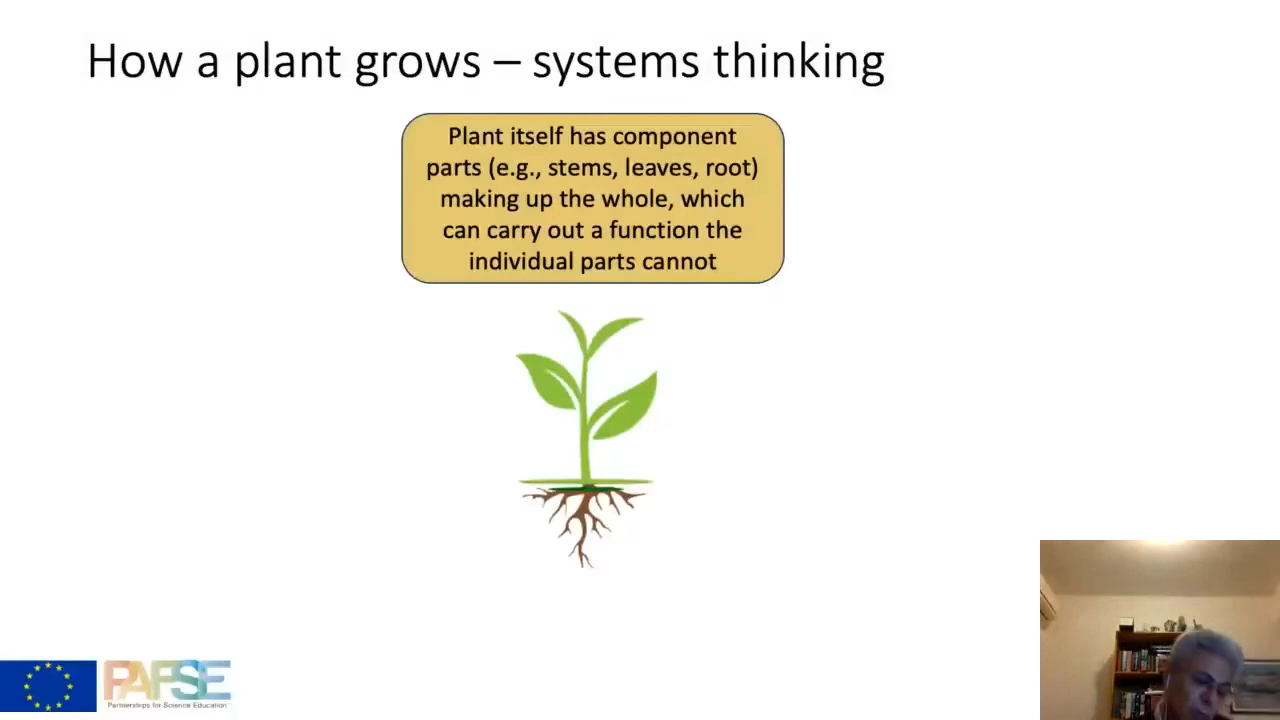 How a plant grows – systems thinking
Plant itself has component
parts (e.g., stems, leaves, root)
making up the whole, which
can carry out a function the
individual parts cannot
PAFSE
Partnerships for Science Education